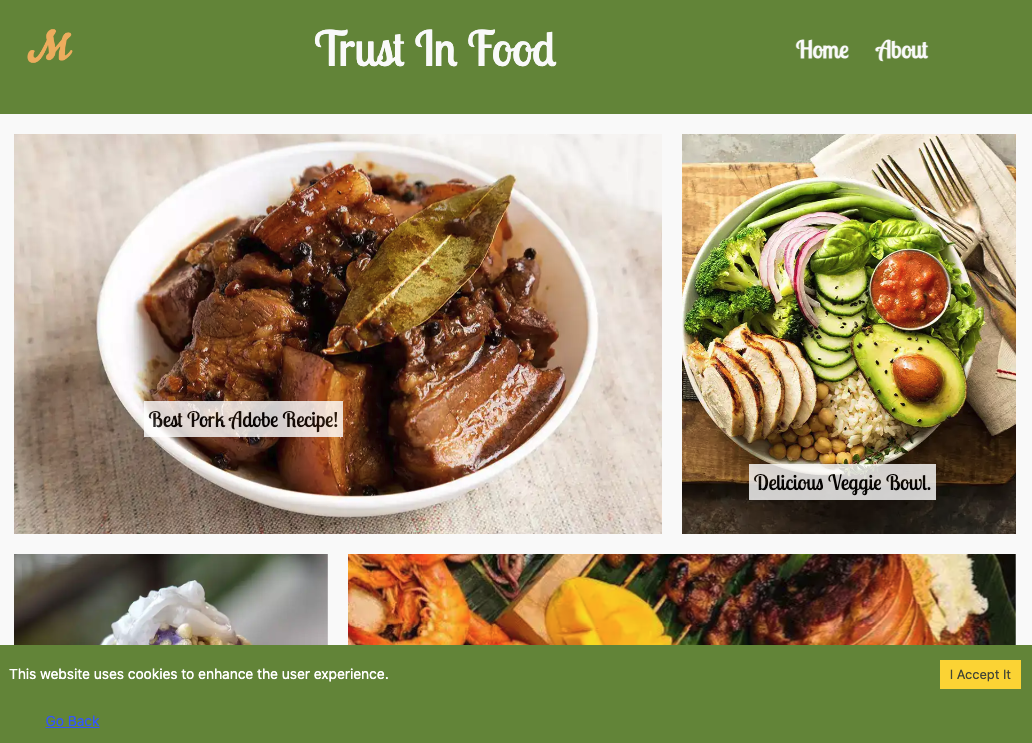 M
Trust In Food
Home
About
Best Pork Adobe Recipe!
Delicious Veggie Bowl.
This website uses cookies to enhance the user experience.
I Accept It
Go Back